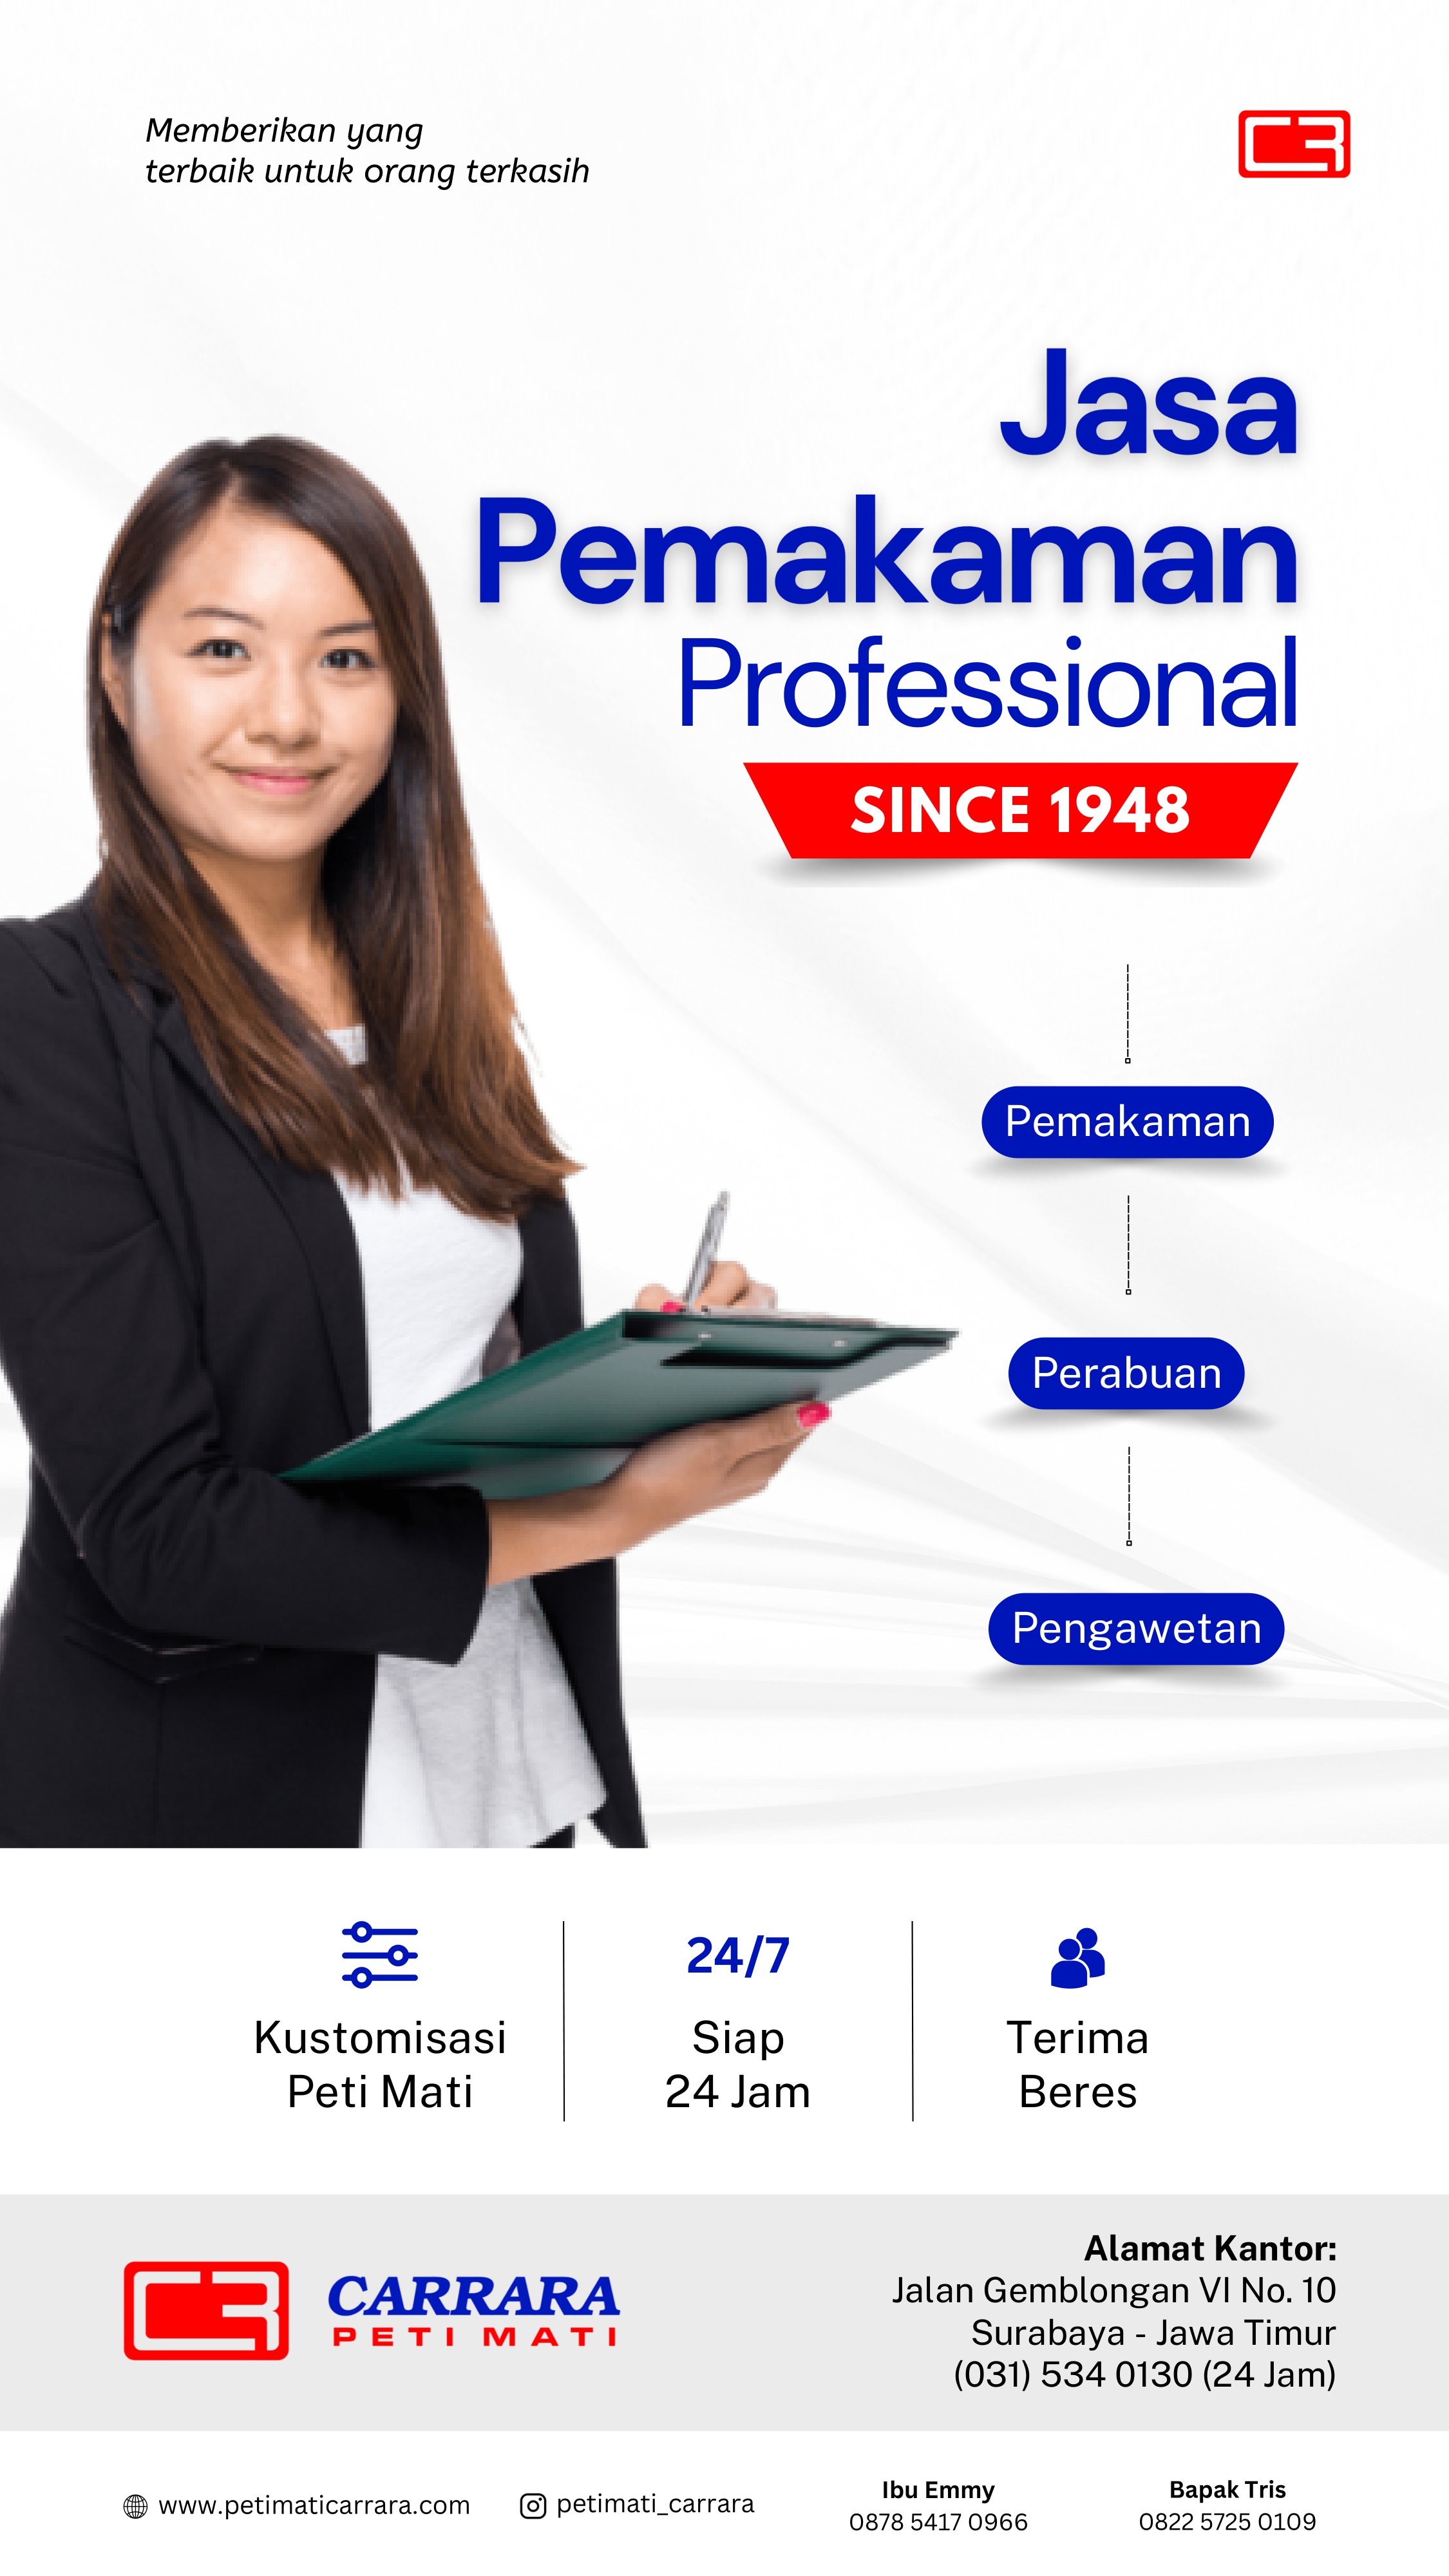 Memberikan yang
terbaik untuk orang terkasih
Jasa
Pemakaman
Professional
SINCE 1948
Pemakaman
Perabuan
Pengawetan
Kustomisasi
Peti Mati
24/7
Siap
24 Jam
Terima
Beres
CARRARA
PETI MATI
Alamat Kantor:
Jalan Gemblongan VI No. 10
Surabaya - Jawa Timur
(031) 534 0130 (24 Jam)
www.petimaticarrara.com
petimati_carrara
Ibu Emmy
0878 5417 0966
Bapak Tris
0822 5725 0109